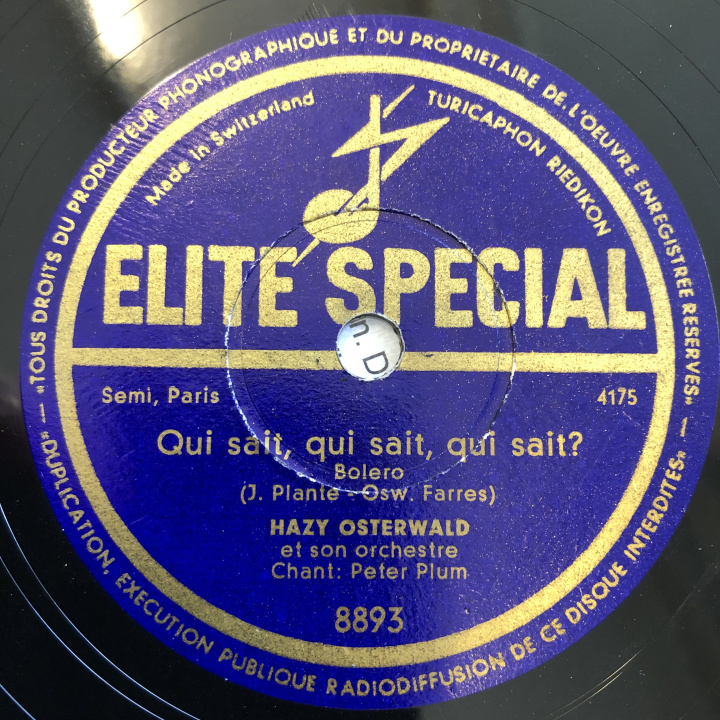 «TOUS DROITS DU PRODUCTEUR PHONOGRAPHIQUE ET DU PROPRIETAIRE DE L'OEUVRE ENREGISTRÉE RESERVES» —
Made in Switzerland
TURICAPHON RIEDIKON
ELITE SPECIAL
n. D
Semi, Paris
4175
Qui sait, qui sait, qui sait?
Bolero
(J. Plante - Osw. Farres)
HAZY OSTERWALD
et son orchestre
Chant: Peter Plum
8893
— «DUPLICATION, EXECUTION PUBLIQUE RADIODIFFUSION DE CE DISQUE INTERDITES»